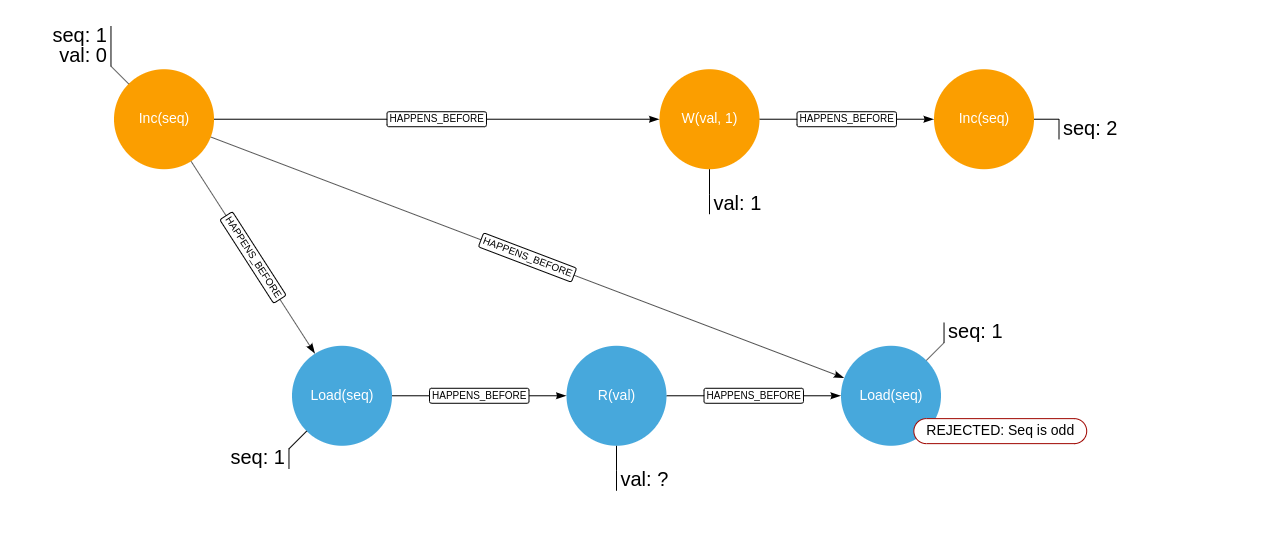 seq: 1
val: 0
Inc(seq)
HAPPENS_BEFORE
W(val, 1)
HAPPENS_BEFORE
Inc(seq)
seq: 2
val: 1
HAPPENS_BEFORE
HAPPENS_BEFORE
seq: 1
Load(seq)
HAPPENS_BEFORE
R(val)
HAPPENS_BEFORE
Load(seq)
REJECTED: Seq is odd
seq: 1
val: ?